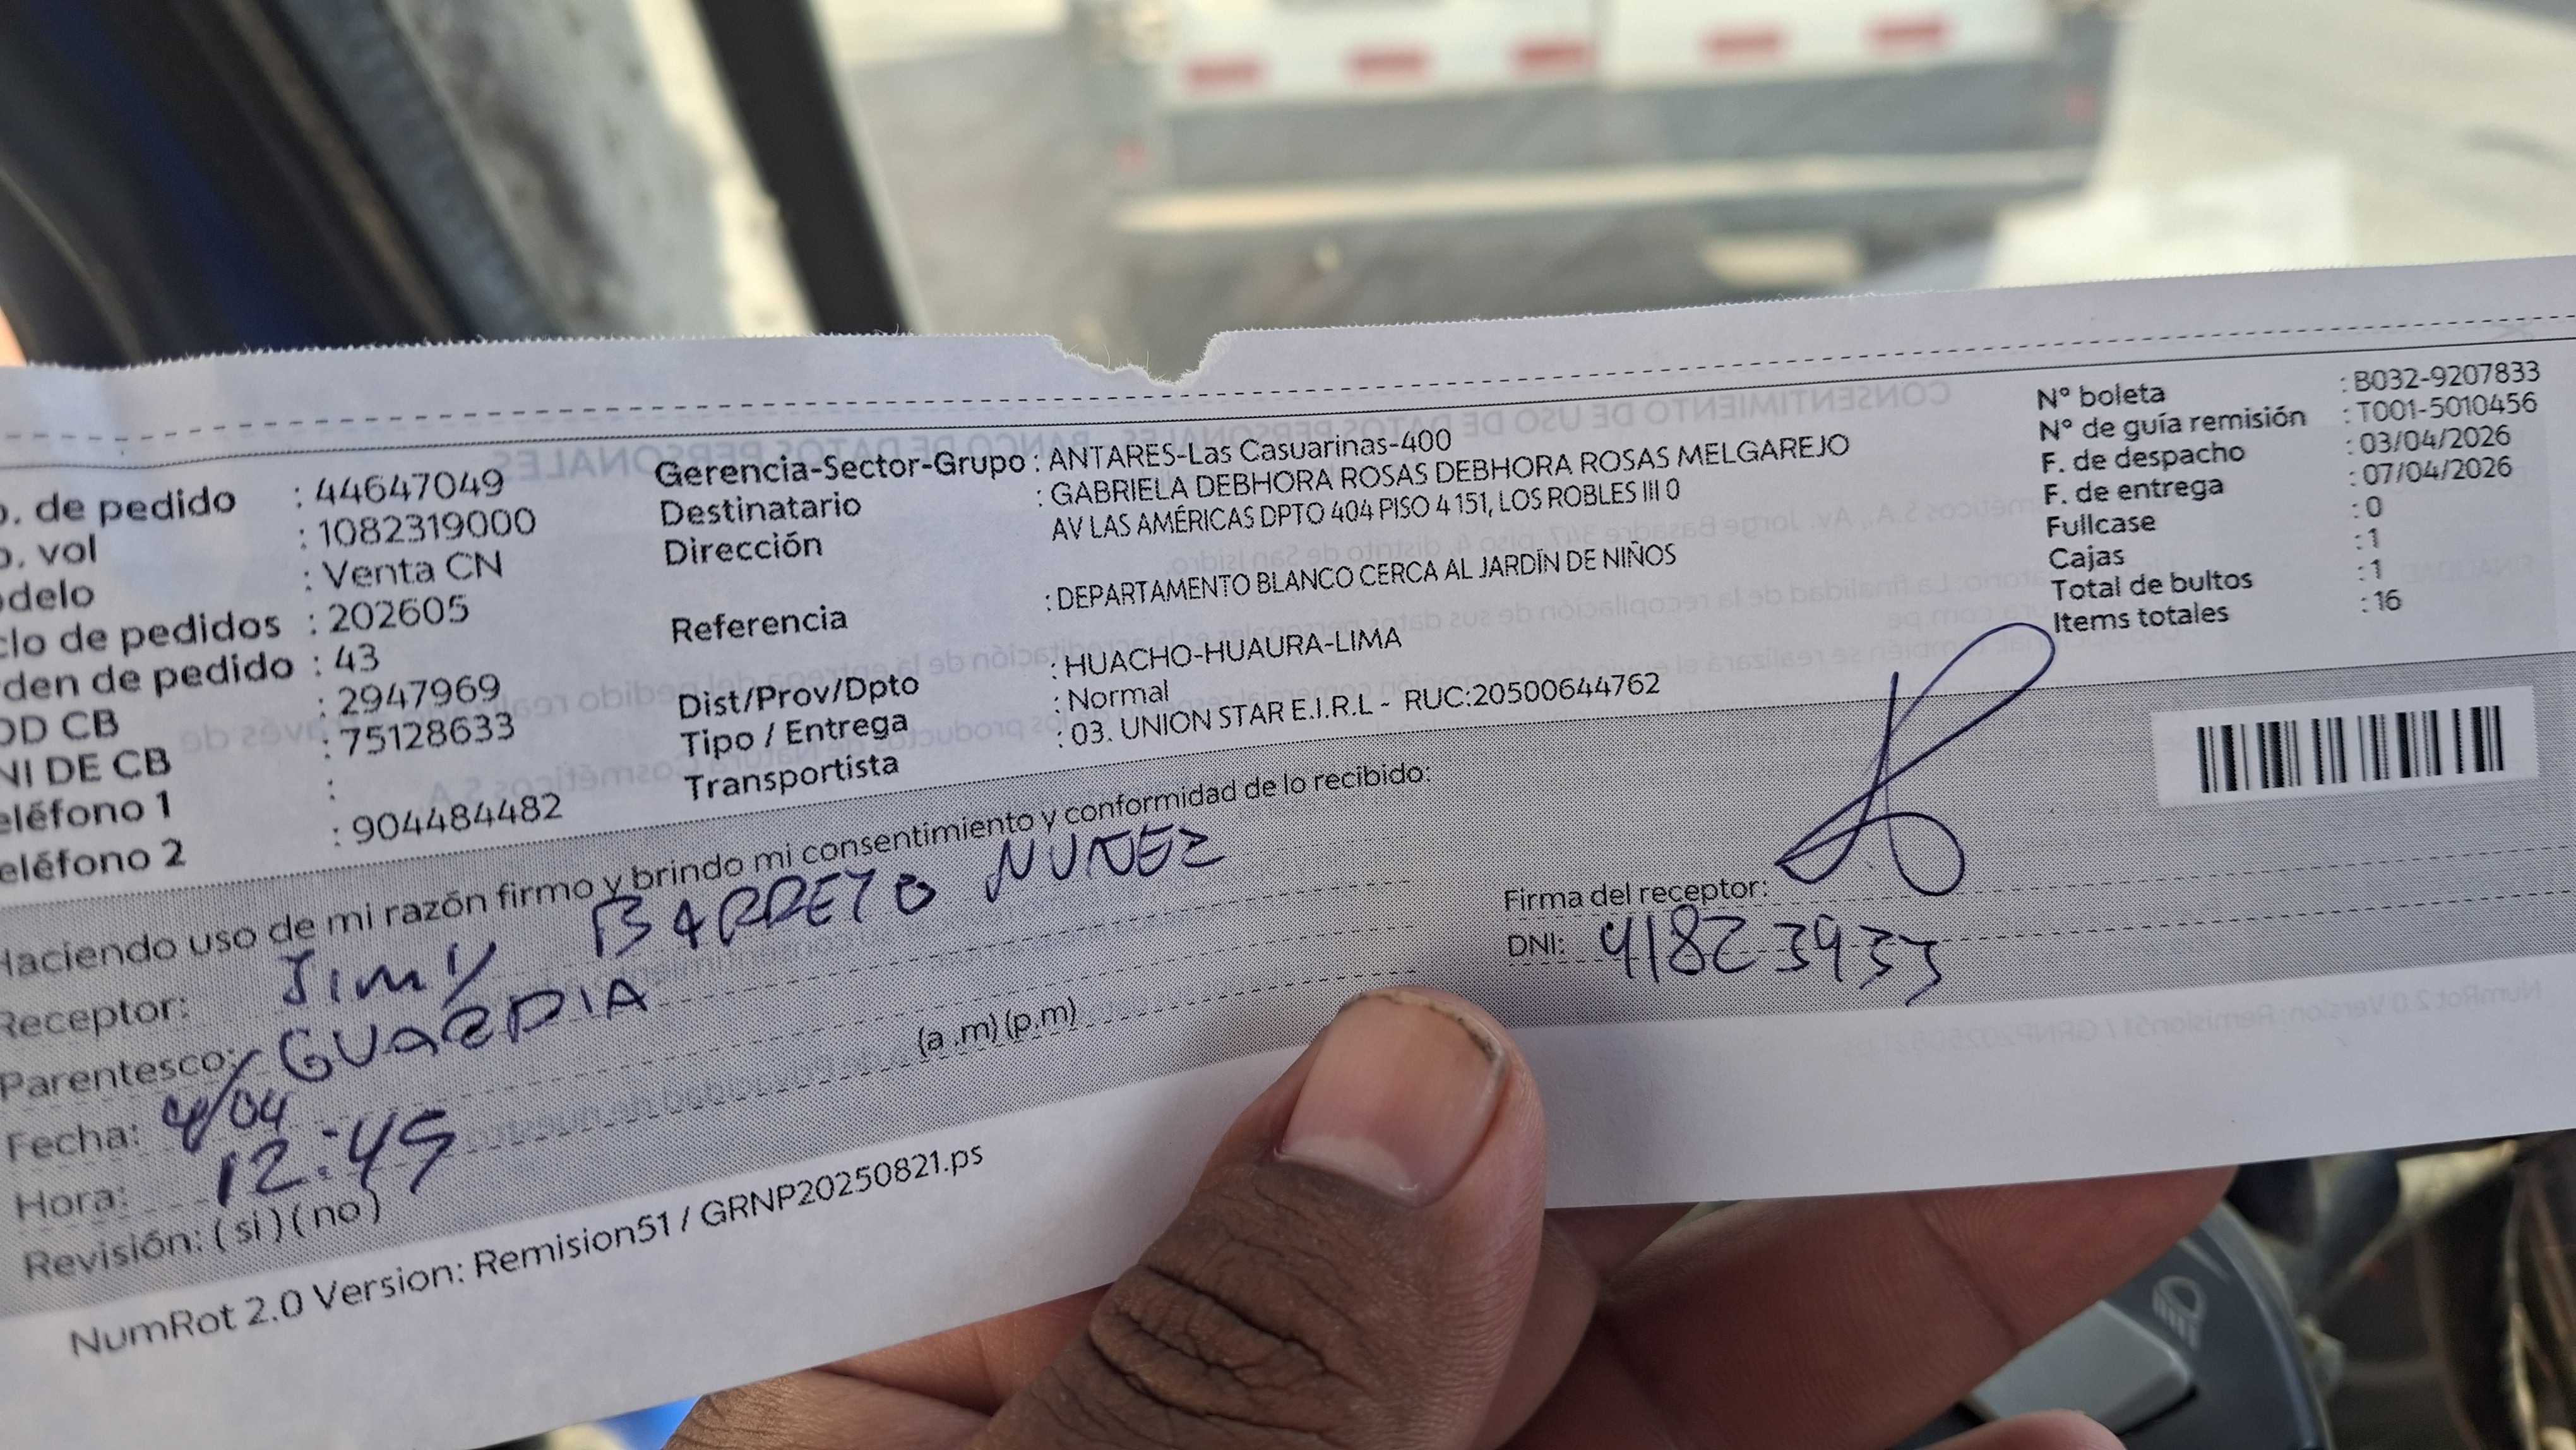 o. de pedido : 44647049
o. vol : 1082319000
odelo : Venta CN
clo de pedidos : 202605
rden de pedido : 43
OD CB : 2947969
NI DE CB : 75128633
eléfono 1 :
eléfono 2 : 904484482
Gerencia-Sector-Grupo : ANTARES-Las Casuarinas-400
Destinatario : GABRIELA DEBHORA ROSAS DEBHORA ROSAS MELGAREJO
Dirección AV LAS AMÉRICAS DPTO 404 PISO 4 151, LOS ROBLES III 0
Referencia : DEPARTAMENTO BLANCO CERCA AL JARDÍN DE NIÑOS
Dist/Prov/Dpto : HUACHO-HUAURA-LIMA
Tipo / Entrega : Normal
Transportista : 03. UNION STAR E.I.R.L - RUC:20500644762
N° boleta : B032-9207833
N° de guía remisión : T001-5010456
F. de despacho : 03/04/2026
F. de entrega : 07/04/2026
Fullcase : 0
Cajas : 1
Total de bultos : 1
Items totales : 16
Haciendo uso de mi razón firmo y brindo mi consentimiento y conformidad de lo recibido:
Receptor: JIMY BARRETO NUNEZ
Parentesco: GUARDIA
Fecha: 4/04
Hora: 12:45 (a .m) (p.m)
Revisión: ( si ) ( no )
Firma del receptor:
DNI: 41823933
NumRot 2.0 Version: Remision51 / GRNP20250821.ps